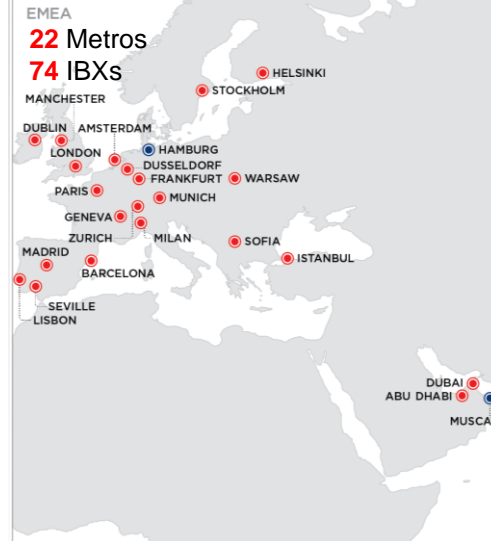 EMEA
22 Metros
74 IBXs
HELSINKI
STOCKHOLM
MANCHESTER
DUBLIN
AMSTERDAM
LONDON
HAMBURG
DUSSELDORF
FRANKFURT
WARSAW
PARIS
MUNICH
GENEVA
ZURICH
MILAN
SOFIA
MADRID
ISTANBUL
BARCELONA
SEVILLE
LISBON
DUBAI
ABU DHABI
MUSCA